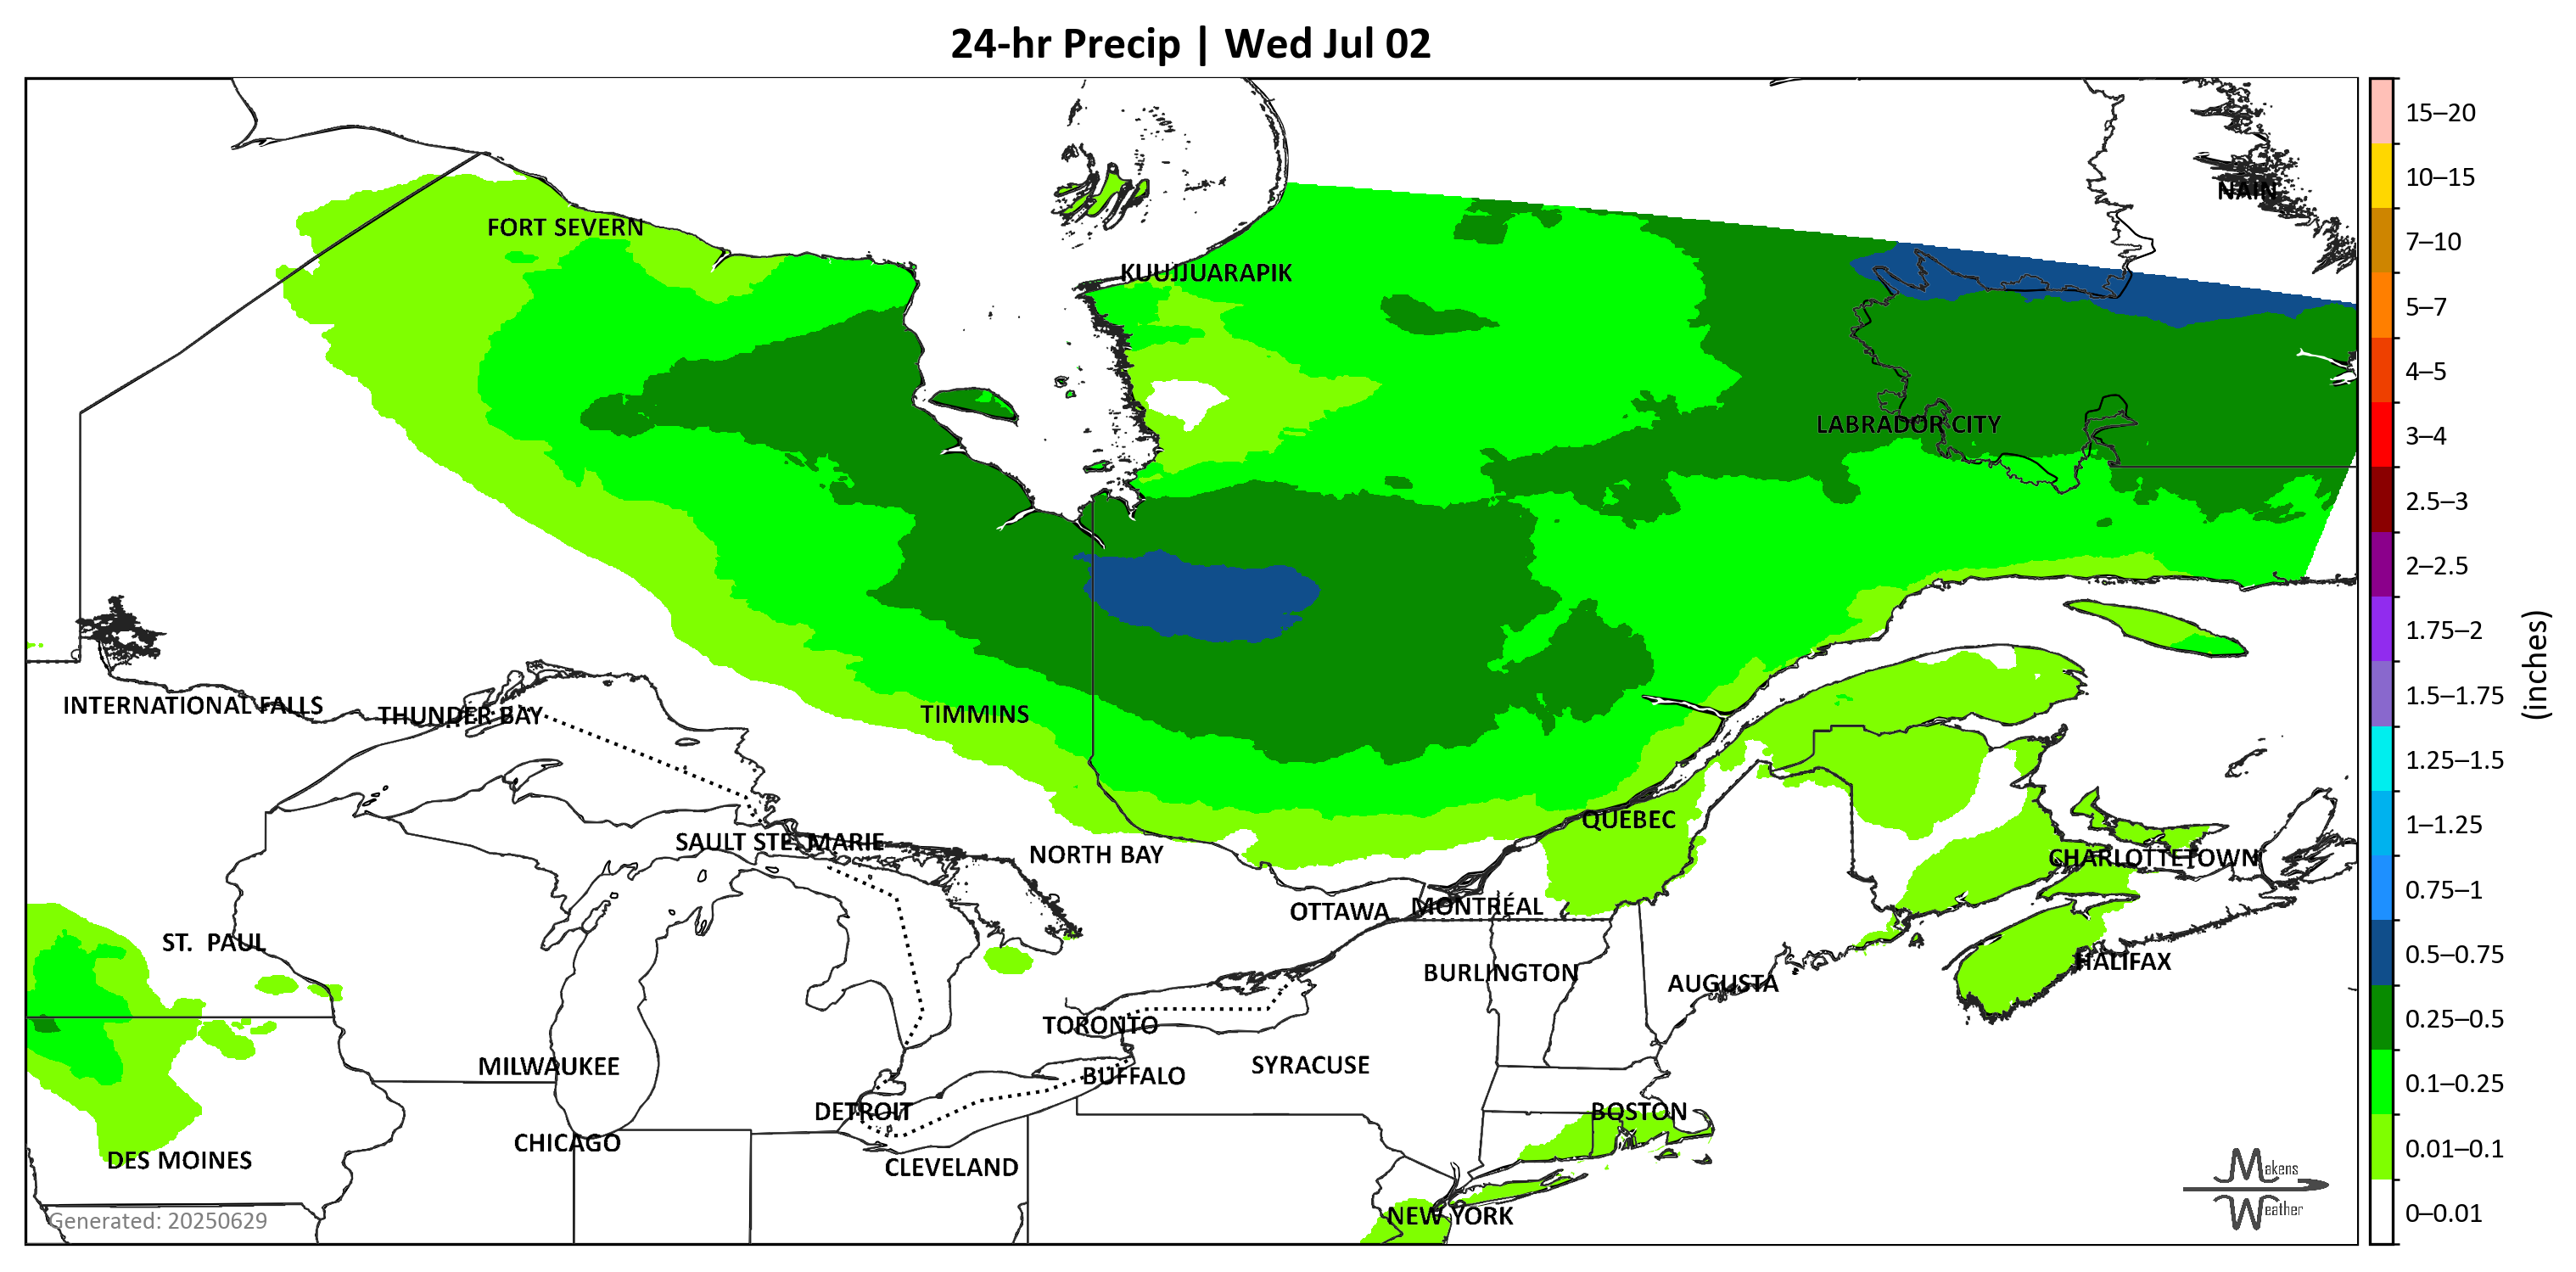 24-hr Precip | Wed Jul 02
NAIN
FORT SEVERN
KUUJJUARAPIK
LABRADOR CITY
INTERNATIONAL FALLS
THUNDER BAY
TIMMINS
SAULT STE. MARIE
NORTH BAY
QUÉBEC
CHARLOTTETOWN
OTTAWA
MONTRÉAL
ST. PAUL
BURLINGTON
AUGUSTA
HALIFAX
TORONTO
MILWAUKEE
BUFFALO
SYRACUSE
DETROIT
BOSTON
CHICAGO
DES MOINES
CLEVELAND
NEW YORK
Generated: 20250629
Makens
Weather
15–20
10–15
7–10
5–7
4–5
3–4
2.5–3
2–2.5
1.75–2
1.5–1.75
1.25–1.5
1–1.25
0.75–1
0.5–0.75
0.25–0.5
0.1–0.25
0.01–0.1
0–0.01
(inches)